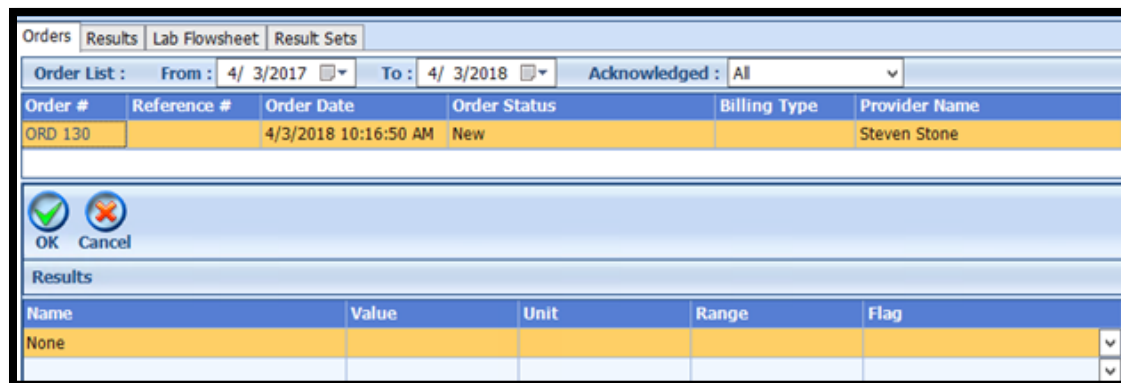 Orders Results Lab Flowsheet Result Sets
Order List : From : 4/ 3/2017 To : 4/ 3/2018 Acknowledged : All
Order # Reference # Order Date Order Status Billing Type Provider Name
ORD 130 4/3/2018 10:16:50 AM New Steven Stone
OK Cancel
Results
Name Value Unit Range Flag
None